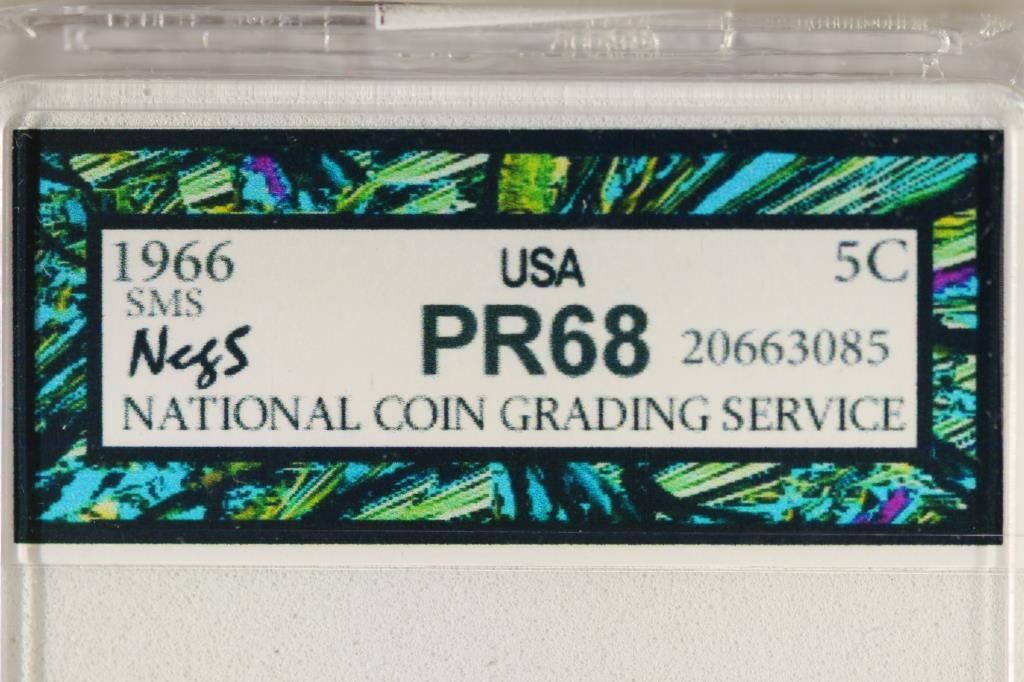 1966 USA 5C
SMS
NcgS PR68 20663085
NATIONAL COIN GRADING SERVICE